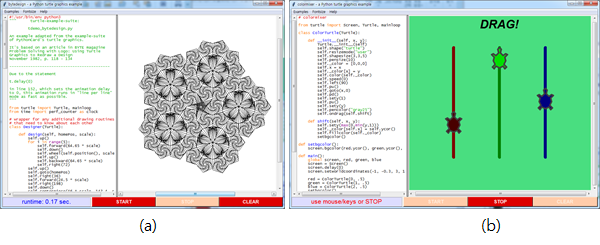 bytedesign - a Python turtle graphics example
Examples Fontsize Help
#!/usr/bin/env python3
turtle-example-suite:
tdemo_bytedesign.py
An example adapted from the example-suite
of PythonCard's turtle graphics.
It's based on an article in BYTE magazine
Problem Solving with Logo: Using Turtle
Graphics to Redraw a Design
November 1982, p. 118 - 134
Due to the statement
t.delay(0)
in line 152, which sets the animation delay
to 0, this animation runs in "line per line"
mode as fast as possible.
from turtle import Turtle, mainloop
from time import perf_counter as clock
# wrapper for any additional drawing routines
# that need to know about each other
class Designer(Turtle):
def design(self, homePos, scale):
self.up()
for i in range(5):
self.forward(64.65 * scale)
self.down()
self.wheel(self.position(), scale)
self.up()
self.backward(64.65 * scale)
self.right(72)
self.up()
self.goto(homePos)
self.right(36)
self.forward(24.5 * scale)
self.right(198)
self.down()
runtime: 0.17 sec.
START
STOP
CLEAR
(a)
colormixer - a Python turtle graphics example
Examples Fontsize Help
# colormixer
from turtle import Screen, Turtle, mainloop
class ColorTurtle(Turtle):
def __init__(self, x, y):
Turtle.__init__(self)
self.shape("turtle")
self.resizemode("user")
self.shapesize(3,3,5)
self.pensize(10)
self._color = [0,0,0]
self.x = x
self._color[x] = y
self.color(self._color)
self.speed(0)
self.left(90)
self.pu()
self.goto(x,0)
self.pd()
self.sety(1)
self.pu()
self.sety(y)
self.pencolor("gray25")
self.ondrag(self.shift)
def shift(self, x, y):
self.sety(max(0,min(y,1)))
self._color[self.x] = self.ycor()
self.fillcolor(self._color)
setbgcolor()
def setbgcolor():
screen.bgcolor(red.ycor(), green.ycor(),
def main():
global screen, red, green, blue
screen = Screen()
screen.delay(0)
screen.setworldcoordinates(-1, -0.3, 3, 1
red = ColorTurtle(0, .5)
green = ColorTurtle(1, .5)
blue = ColorTurtle(2, .5)
setbgcolor()
DRAG!
use mouse/keys or STOP
START
STOP
CLEAR
(b)